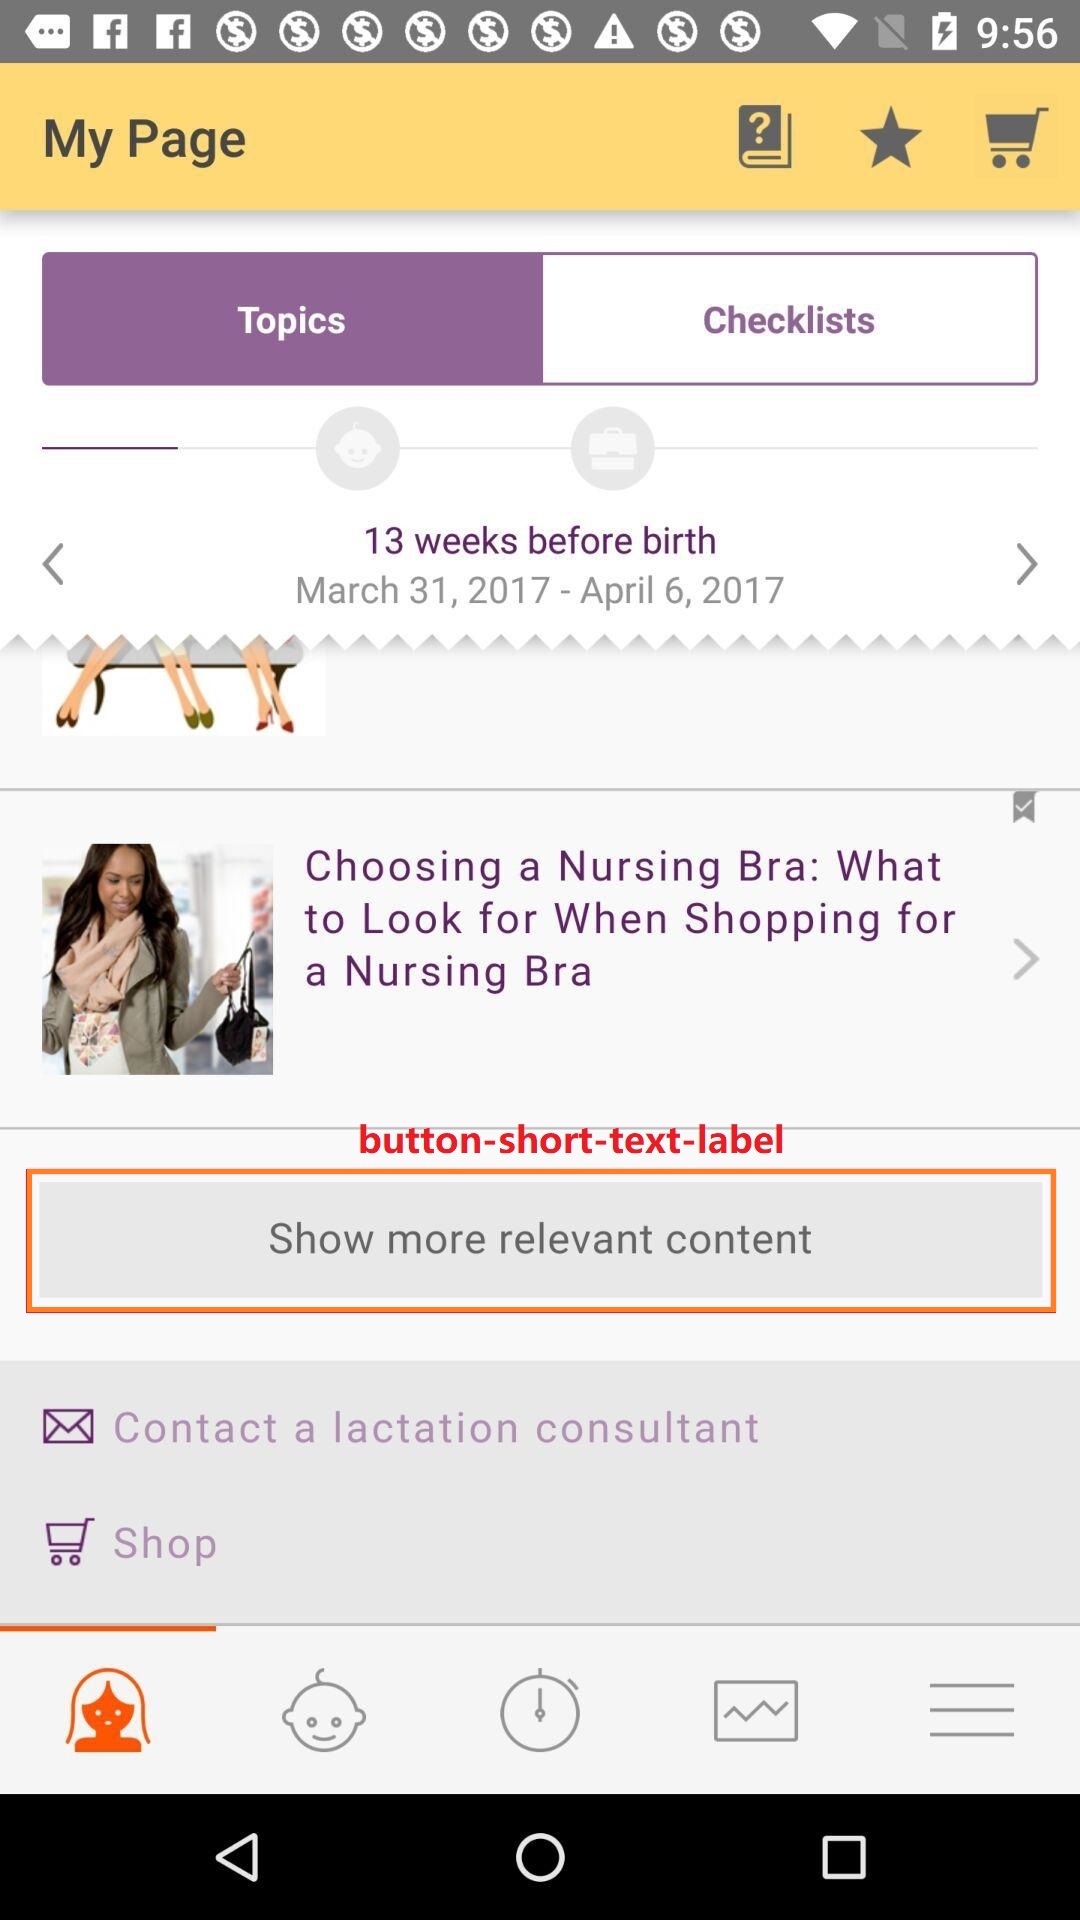 9:56
My Page
Topics
Checklists
13 weeks before birth
March 31, 2017 - April 6, 2017
Choosing a Nursing Bra: What
to Look for When Shopping for
a Nursing Bra
button-short-text-label
Show more relevant content
Contact a lactation consultant
Shop